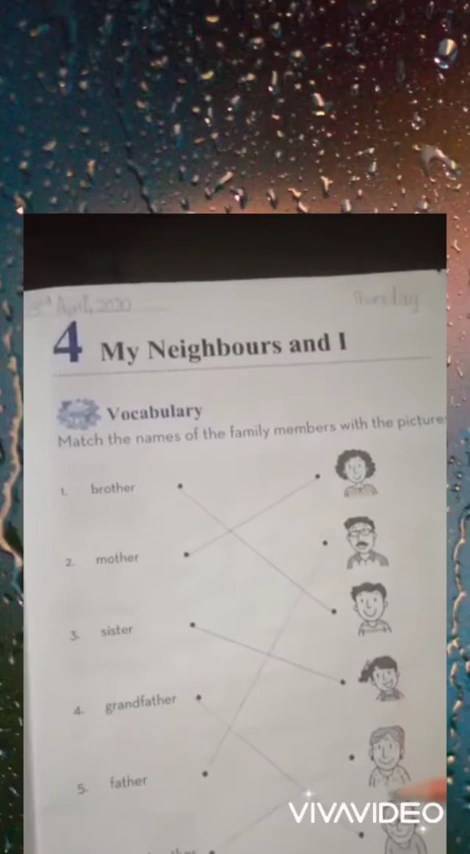 April, 2020 Thursday
4 My Neighbours and I
Vocabulary
Match the names of the family members with the picture
1. brother
2. mother
3. sister
4. grandfather
5. father
VIVAVIDEO